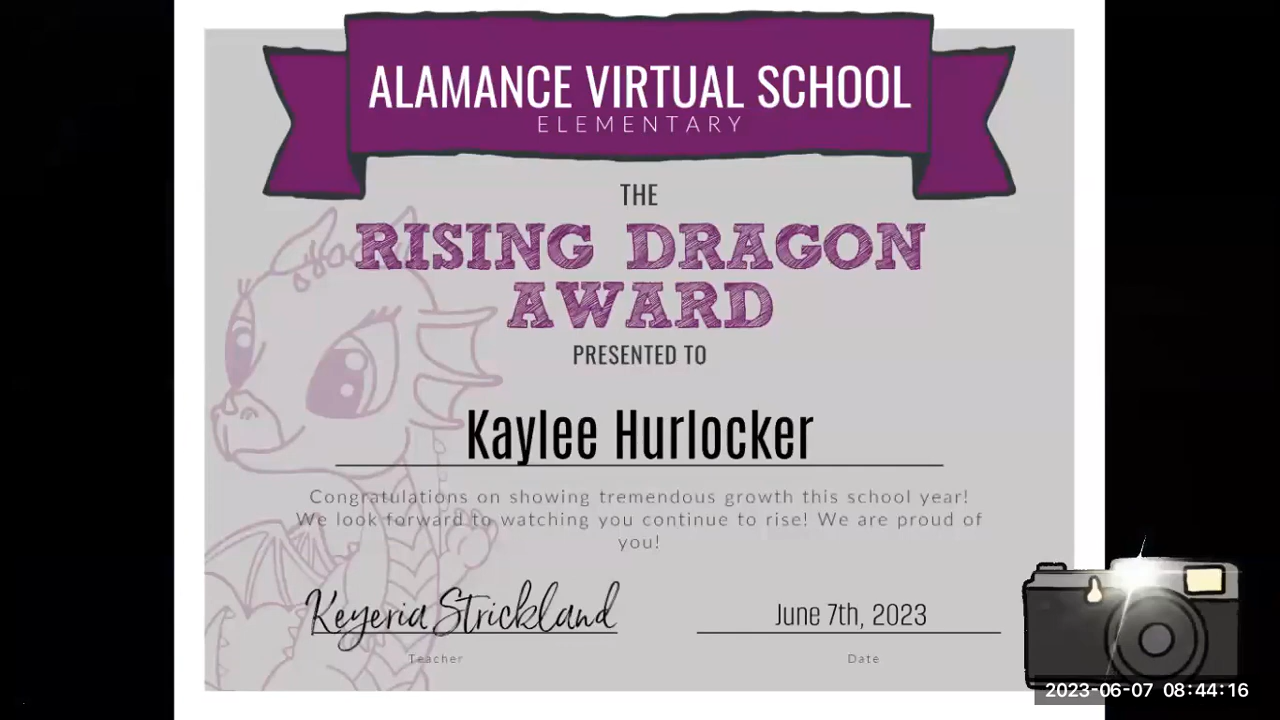 ALAMANCE VIRTUAL SCHOOL
ELEMENTARY
THE
RISING DRAGON
AWARD
PRESENTED TO
Kaylee Hurlocker
Congratulations on showing tremendous growth this school year!
We look forward to watching you continue to rise! We are proud of
you!
Keyeria Strickland
June 7th, 2023
Teacher
Date
2023-06-07 08:44:16